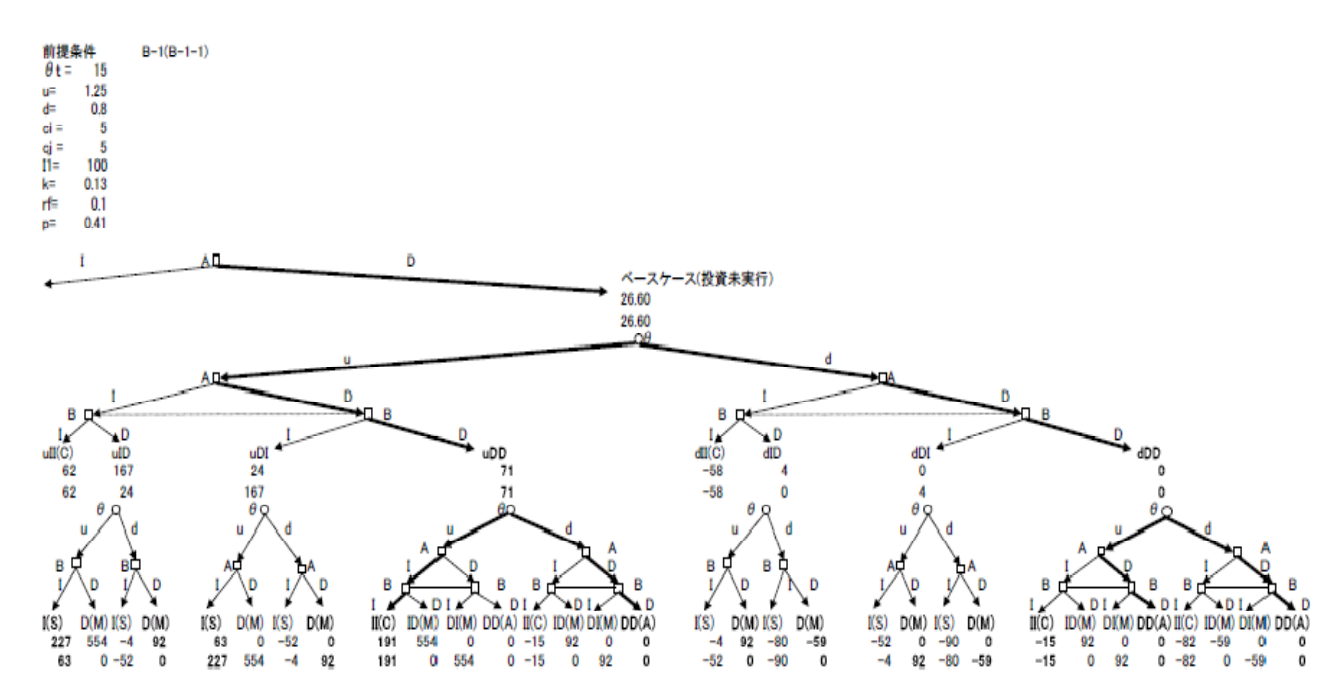 前提条件 B-1(B-1-1)
θt= 15
u= 1.25
d= 0.8
ci = 5
cj = 5
I1= 100
k= 0.13
rf= 0.1
p= 0.41
I A D
ベースケース(投資未実行)
26.60
26.60
θ
u d
A A
I D I D
B B B B
I D I D I D I D
uII(C) uID uDI uDD dII(C) dID dDI dDD
62 167 24 71 -58 4 0 0
62 24 167 71 -58 0 4 0
θ θ θ θ θ θ
u d u d u d u d u d u d
A A A A
B B A A I D I D B B A A I D I D
I D I D I D I D B B B B I D I D I D I D B B B B
I D I D I D I D I D I D I D I D
I(S) D(M) I(S) D(M) I(S) D(M) I(S) D(M) II(C) ID(M) DI(M) DD(A) II(C) ID(M) DI(M) DD(A) I(S) D(M) I(S) D(M) I(S) D(M) I(S) D(M) II(C) ID(M) DI(M) DD(A) II(C) ID(M) DI(M) DD(A)
227 554 -4 92 63 0 -52 0 191 554 0 0 -15 92 0 0 -4 92 -80 -59 -52 0 -90 0 -15 92 0 0 -82 -59 0 0
63 0 -52 0 227 554 -4 92 191 0 554 0 -15 0 92 0 -52 0 -90 0 -4 92 -80 -59 -15 0 92 0 -82 0 -59 0